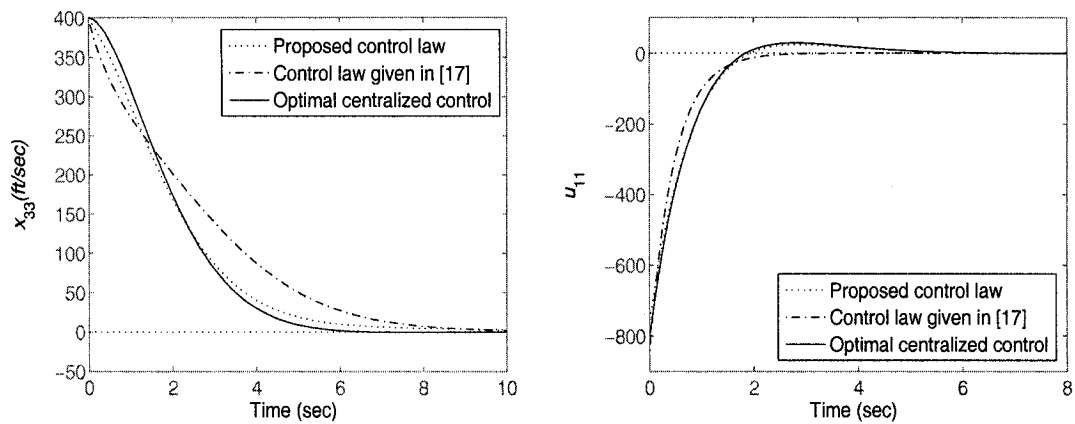 400
350
300
250
200
150
100
50
0
−50
x33(ft/sec)
Proposed control law
Control law given in [17]
Optimal centralized control
0 2 4 6 8 10
Time (sec)
0
−200
−400
−600
−800
u11
Proposed control law
Control law given in [17]
Optimal centralized control
0 2 4 6 8
Time (sec)